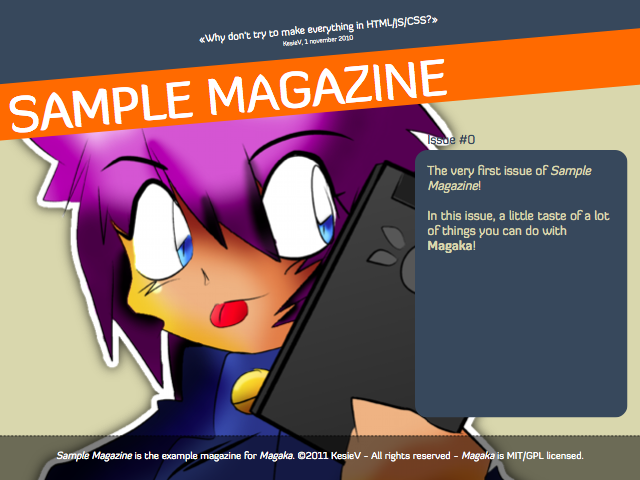 «Why don't try to make everything in HTML/JS/CSS?»
KesieV, 1 november 2010
SAMPLE MAGAZINE
Issue #0
The very first issue of Sample
Magazine!
In this issue, a little taste of a lot
of things you can do with
Magaka!
Sample Magazine is the example magazine for Magaka. ©2011 KesieV - All rights reserved - Magaka is MIT/GPL licensed.